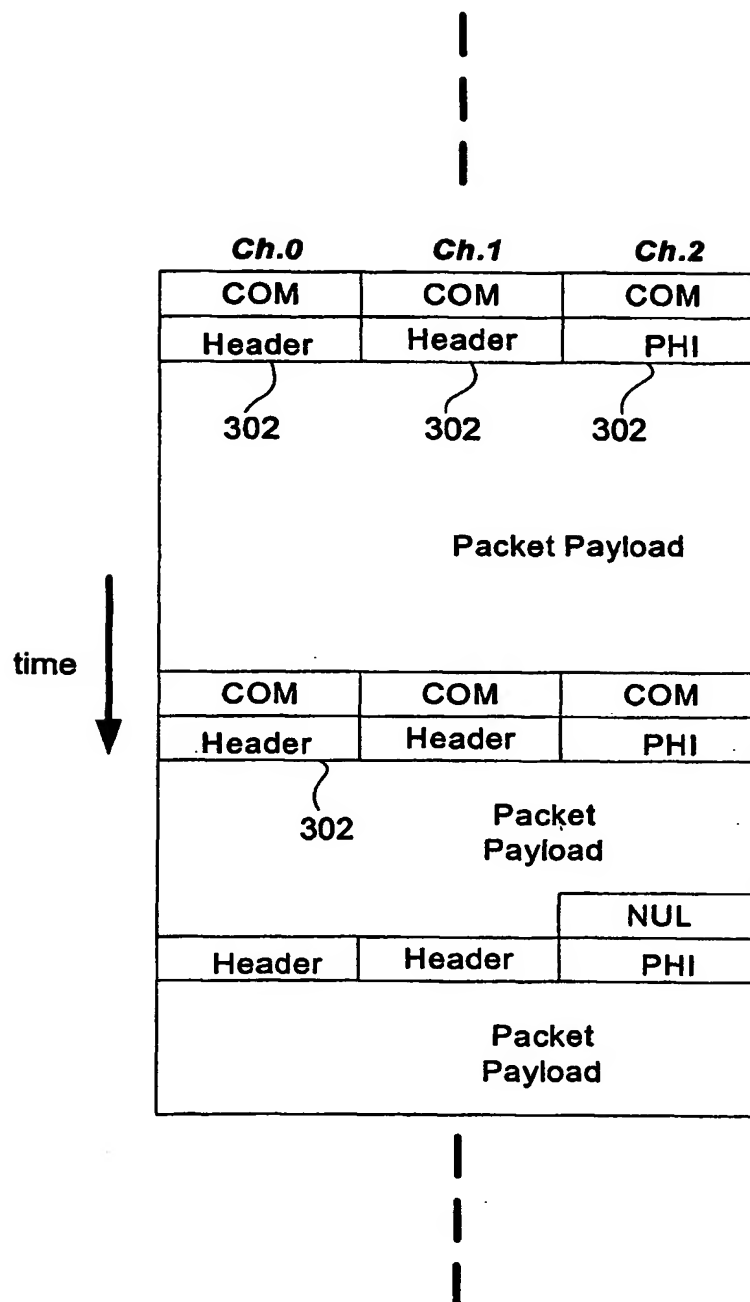 Ch.0 Ch.1 Ch.2
COM COM COM
Header Header PHI
302 302 302
Packet Payload
time
COM COM COM
Header Header PHI
302
Packet
Payload
NUL
Header Header PHI
Packet
Payload